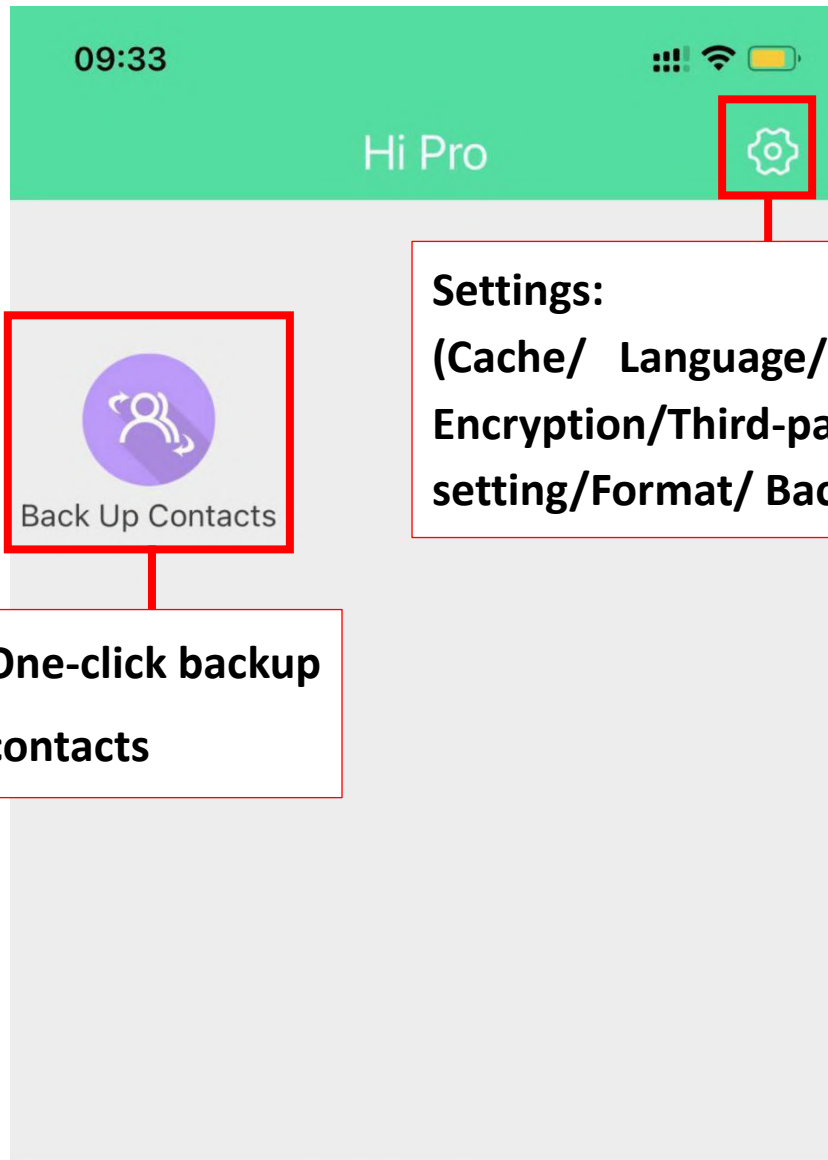 09:33
Hi Pro
Settings:
(Cache/ Language/
Encryption/Third-pa
setting/Format/ Bac
Back Up Contacts
One-click backup
contacts